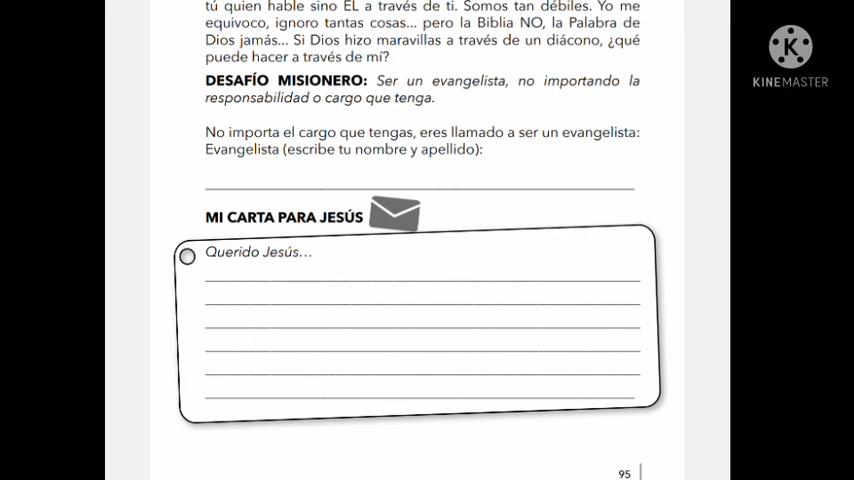 tú quien hable sino ÉL a través de ti. Somos tan débiles. Yo me
equivoco, ignoro tantas cosas... pero la Biblia NO, la Palabra de
Dios jamás... Si Dios hizo maravillas a través de un diácono, ¿qué
puede hacer a través de mí?
DESAFÍO MISIONERO: Ser un evangelista, no importando la
responsabilidad o cargo que tenga.
No importa el cargo que tengas, eres llamado a ser un evangelista:
Evangelista (escribe tu nombre y apellido):
MI CARTA PARA JESÚS
Querido Jesús...
95
K
KINEMASTER